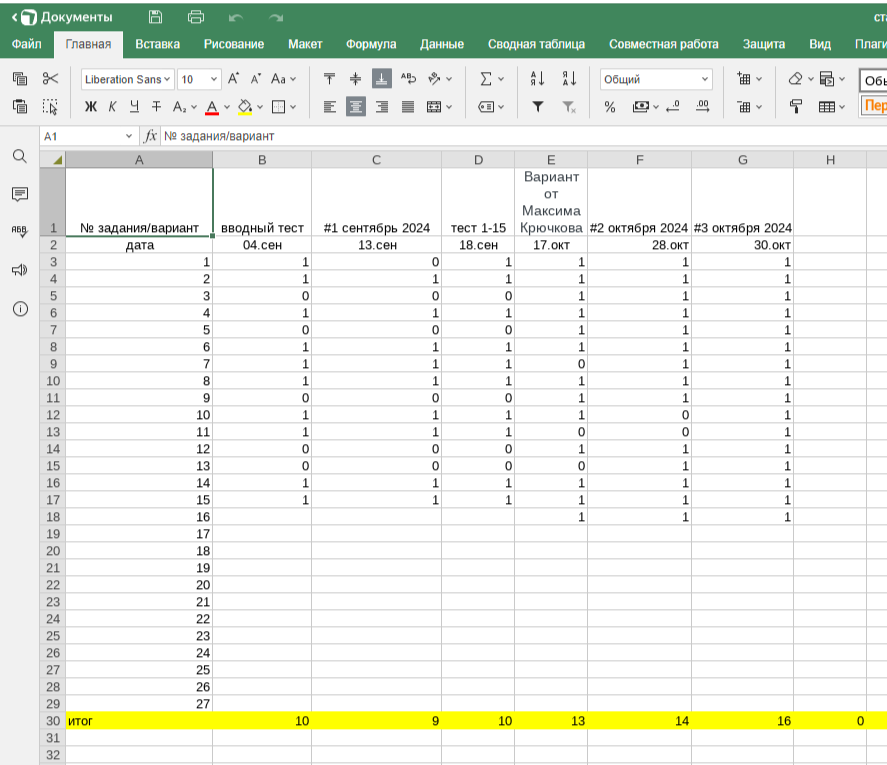 Документы
ста
Файл Главная Вставка Рисование Макет Формула Данные Сводная таблица Совместная работа Защита Вид Плаги
Liberation Sans 10 Общий Обы
Ж К Ч Т % Пер
A1 fx № задания/вариант
A B C D E F G H
1 № задания/вариант вводный тест #1 сентябрь 2024 тест 1-15 Вариант от Максима Крючкова #2 октября 2024 #3 октября 2024
2 дата 04.сен 13.сен 18.сен 17.окт 28.окт 30.окт
3 1 1 0 1 1 1 1
4 2 1 1 1 1 1 1
5 3 0 0 0 1 1 1
6 4 1 1 1 1 1 1
7 5 0 0 0 1 1 1
8 6 1 1 1 1 1 1
9 7 1 1 1 0 1 1
10 8 1 1 1 1 1 1
11 9 0 0 0 1 1 1
12 10 1 1 1 1 0 1
13 11 1 1 1 0 0 1
14 12 0 0 0 1 1 1
15 13 0 0 0 0 1 1
16 14 1 1 1 1 1 1
17 15 1 1 1 1 1 1
18 16 1 1 1
19 17
20 18
21 19
22 20
23 21
24 22
25 23
26 24
27 25
28 26
29 27
30 итог 10 9 10 13 14 16 0
31
32